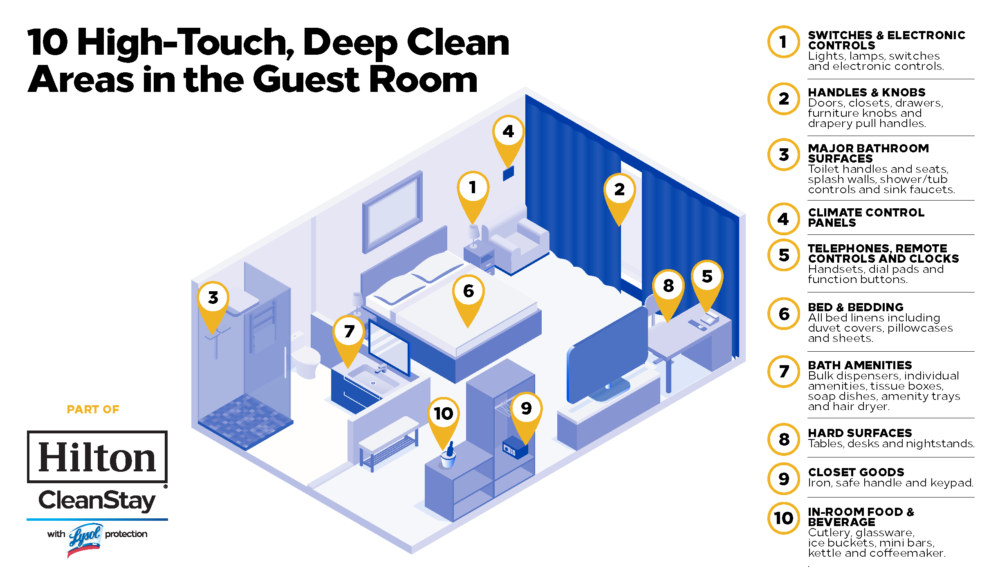 10 High-Touch, Deep Clean
Areas in the Guest Room
4
1
2
8
5
3
6
7
10
9
PART OF
Hilton
®
CleanStay
with Lysol protection
1
SWITCHES & ELECTRONIC
CONTROLS
Lights, lamps, switches
and electronic controls.
2
HANDLES & KNOBS
Doors, closets, drawers,
furniture knobs and
drapery pull handles.
3
MAJOR BATHROOM
SURFACES
Toilet handles and seats,
splash walls, shower/tub
controls and sink faucets.
4
CLIMATE CONTROL
PANELS
5
TELEPHONES, REMOTE
CONTROLS AND CLOCKS
Handsets, dial pads and
function buttons.
6
BED & BEDDING
All bed linens including
duvet covers, pillowcases
and sheets.
7
BATH AMENITIES
Bulk dispensers, individual
amenities, tissue boxes,
soap dishes, amenity trays
and hair dryer.
8
HARD SURFACES
Tables, desks and nightstands.
9
CLOSET GOODS
Iron, safe handle and keypad.
10
IN-ROOM FOOD &
BEVERAGE
Cutlery, glassware,
ice buckets, mini bars,
kettle and coffeemaker.
.